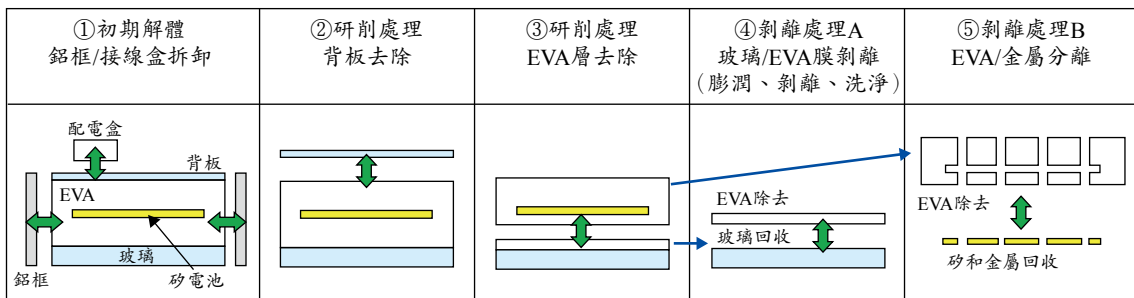 ①初期解體
鋁框/接線盒拆卸
②研削處理
背板去除
③研削處理
EVA層去除
④剝離處理A
玻璃/EVA膜剝離
(膨潤、剝離、洗淨)
⑤剝離處理B
EVA/金屬分離
配電盒
背板
EVA
玻璃
鋁框
矽電池
EVA除去
玻璃回收
EVA除去
矽和金屬回收